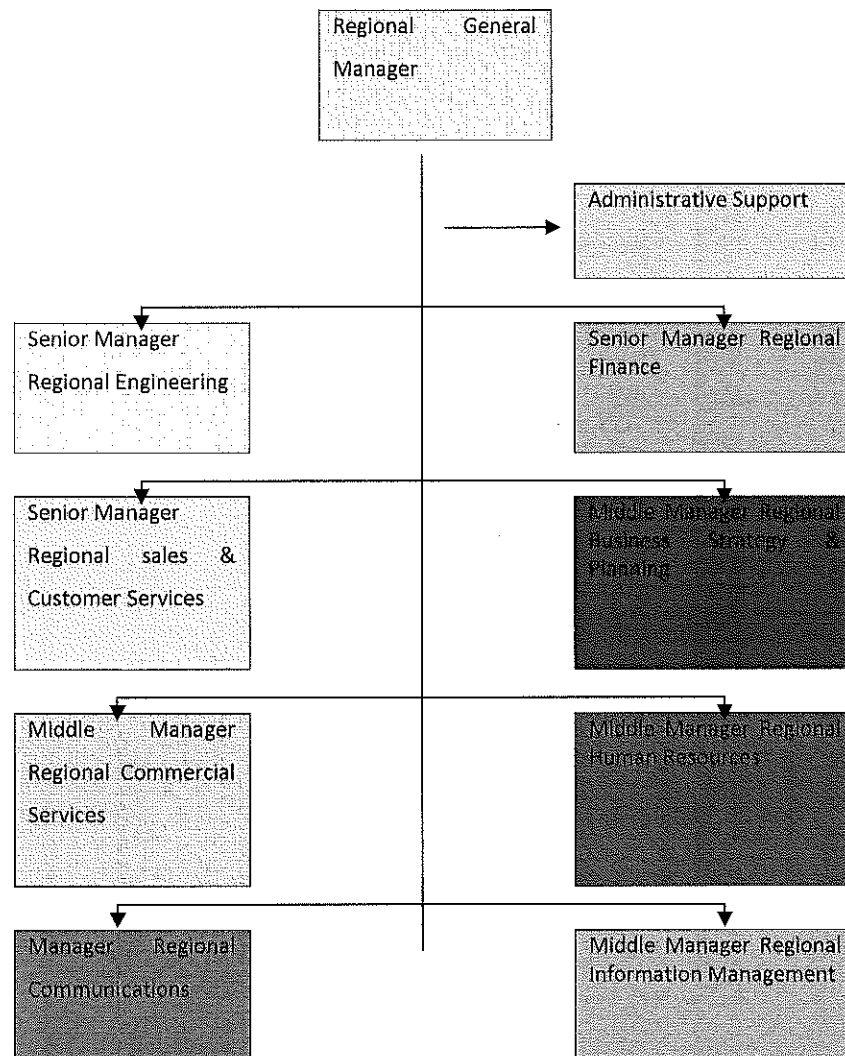 Regional General
Manager
Administrative Support
Senior Manager
Regional Engineering
Senior Manager Regional
Finance
Senior Manager
Regional sales &
Customer Services
Middle Manager Regional
Business Strategy &
Planning
Middle Manager
Regional Commercial
Services
Middle Manager Regional
Human Resources
Manager Regional
Communications
Middle Manager Regional
Information Management